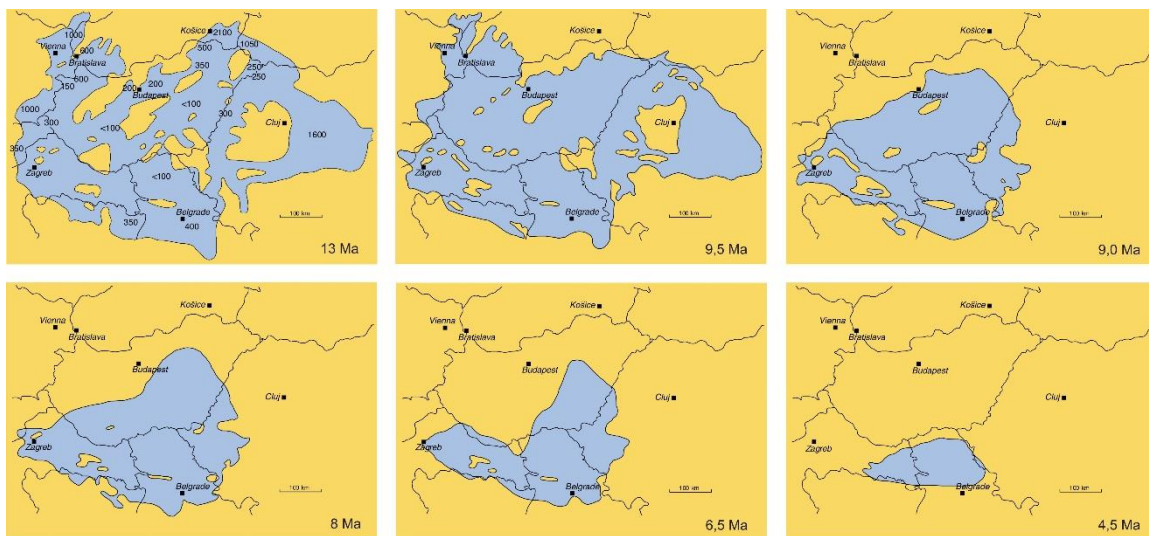 Košice
2100
1000
1050
Vienna
600
500
Bratislava
350
250
500
250
150
200
200
Budapest
1000
<100
300
300
Cluj
<100
1600
350
Zagreb
<100
350
Belgrade
400
100 km
13 Ma
Košice
Vienna
Bratislava
Budapest
Cluj
Zagreb
Belgrade
100 km
9,5 Ma
Košice
Vienna
Bratislava
Budapest
Cluj
Zagreb
Belgrade
100 km
9,0 Ma
Košice
Vienna
Bratislava
Budapest
Cluj
Zagreb
Belgrade
100 km
8 Ma
Košice
Vienna
Bratislava
Budapest
Cluj
Zagreb
Belgrade
100 km
6,5 Ma
Košice
Vienna
Bratislava
Budapest
Cluj
Zagreb
Belgrade
100 km
4,5 Ma